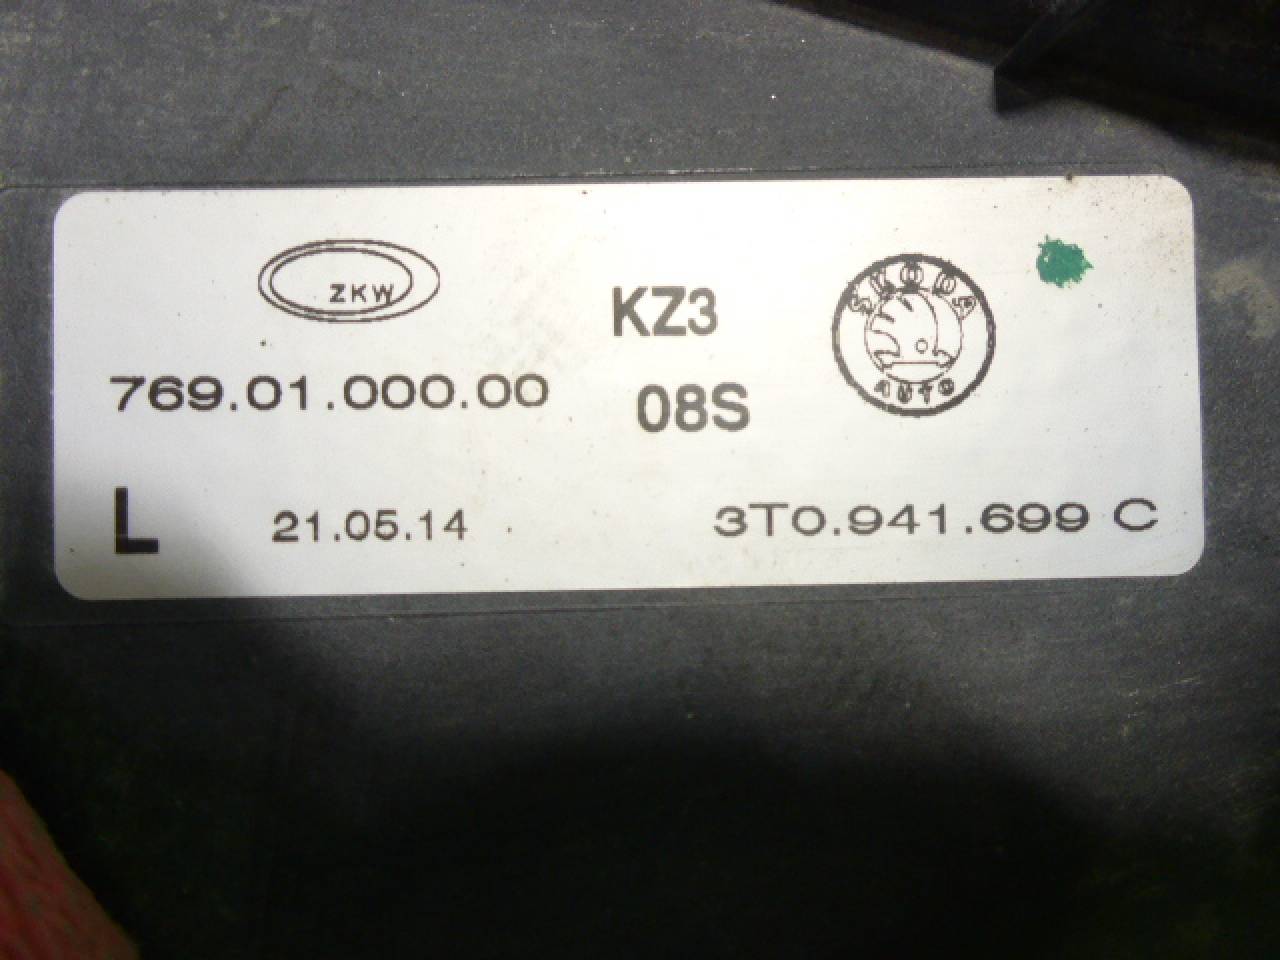 ZKW
KZ3
SKODA
AUTO
769.01.000.00
08S
L
21.05.14
3T0.941.699 C